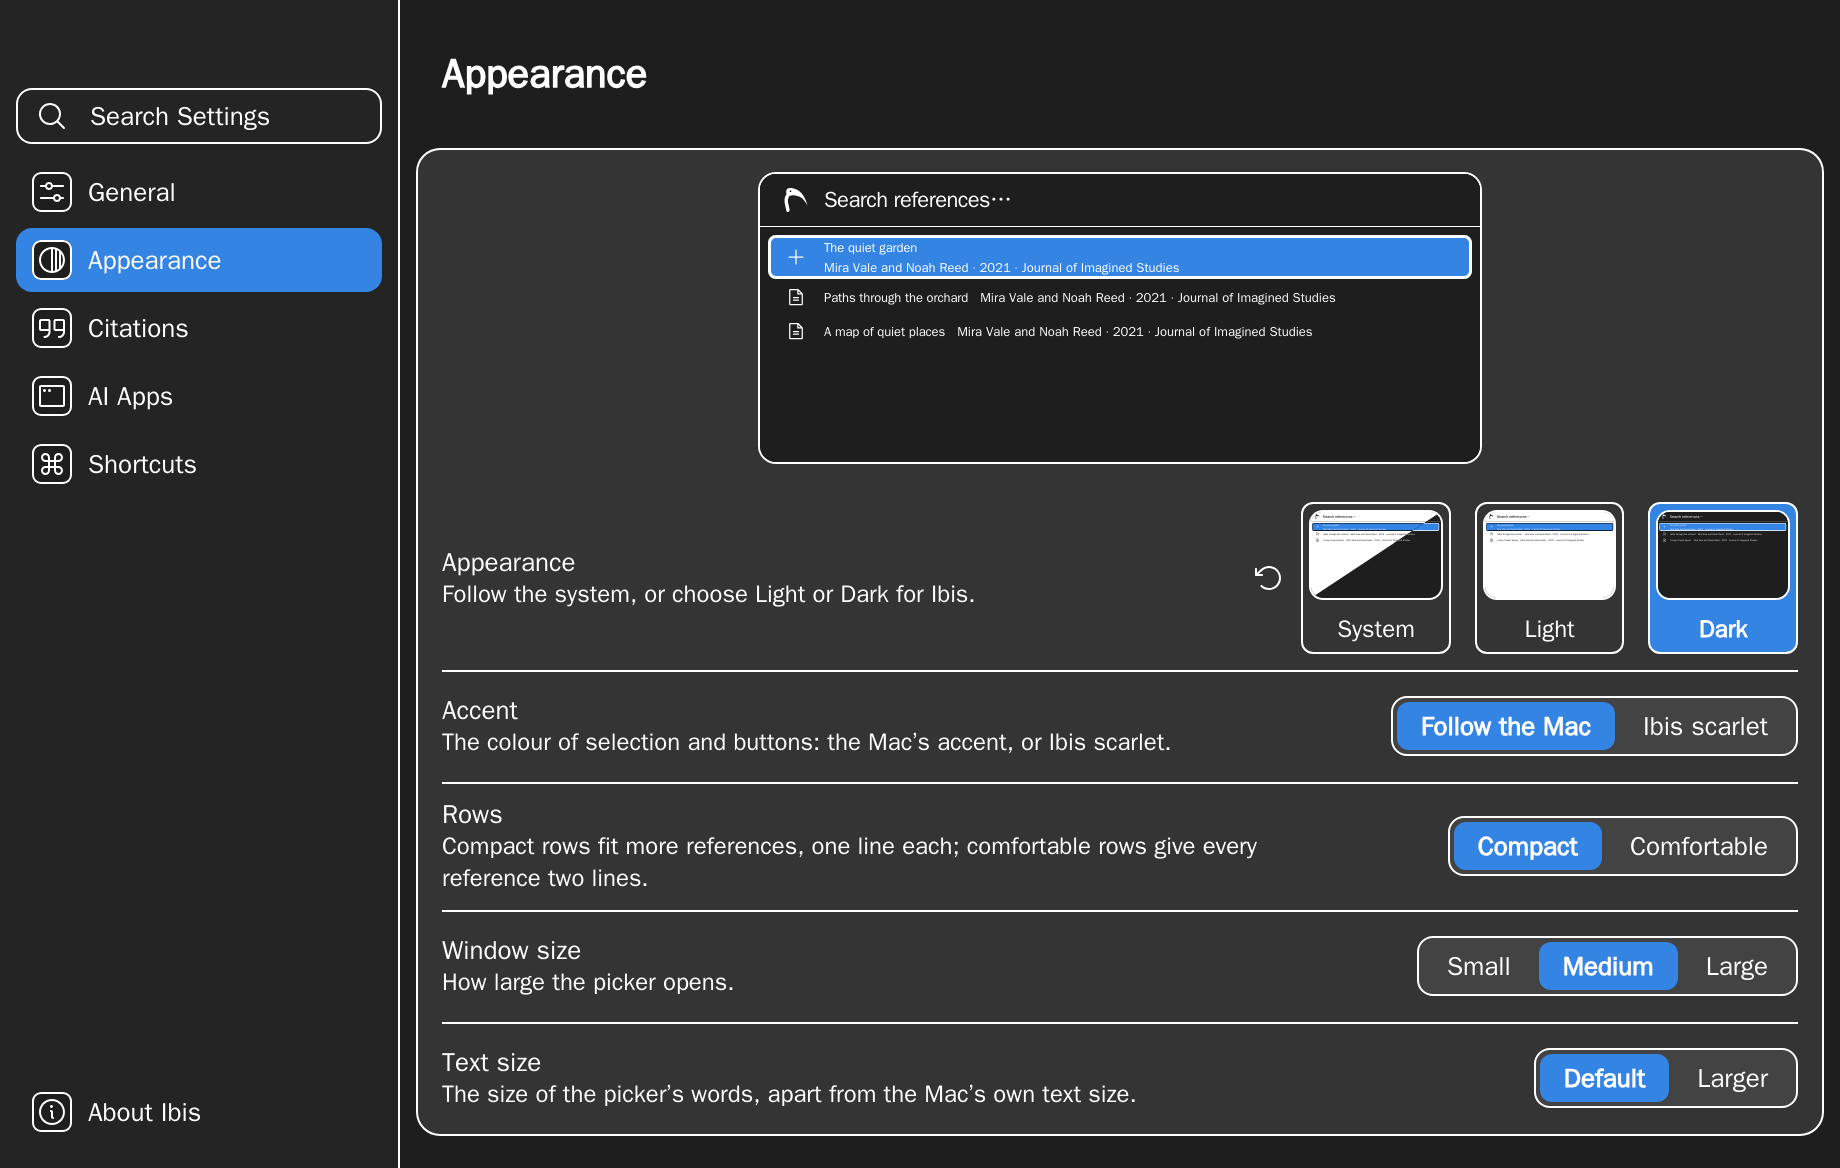 Search Settings
General
Appearance
Citations
AI Apps
Shortcuts
About Ibis
Appearance
Search references…
The quiet garden
Mira Vale and Noah Reed · 2021 · Journal of Imagined Studies
Paths through the orchard Mira Vale and Noah Reed · 2021 · Journal of Imagined Studies
A map of quiet places Mira Vale and Noah Reed · 2021 · Journal of Imagined Studies
Appearance
Follow the system, or choose Light or Dark for Ibis.
System
Light
Dark
Accent
The colour of selection and buttons: the Mac’s accent, or Ibis scarlet.
Follow the Mac
Ibis scarlet
Rows
Compact rows fit more references, one line each; comfortable rows give every
reference two lines.
Compact
Comfortable
Window size
How large the picker opens.
Small
Medium
Large
Text size
The size of the picker’s words, apart from the Mac’s own text size.
Default
Larger